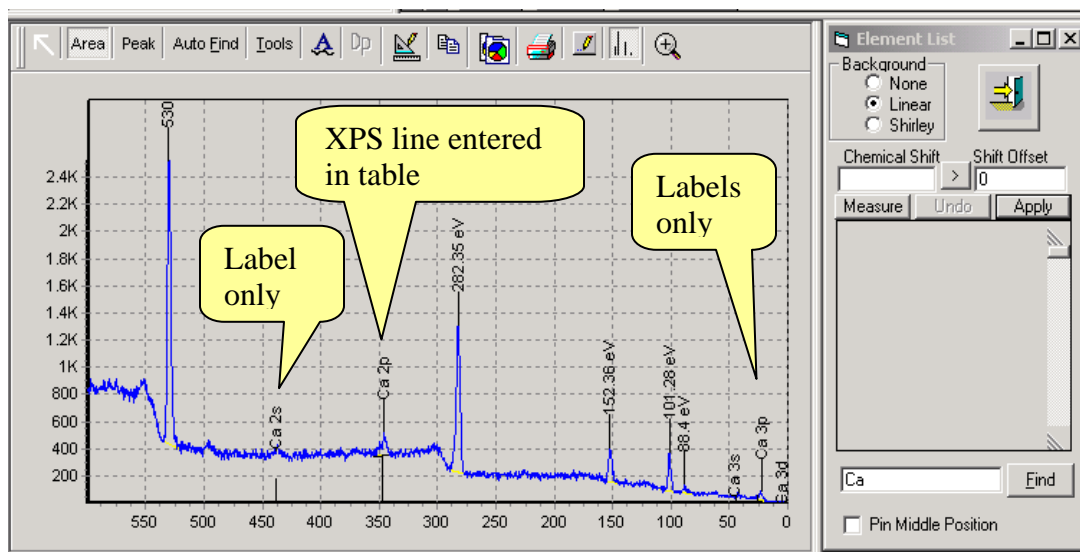 Area Peak Auto Find Tools Dp
Element List
Background
None
Linear
Shirley
Chemical Shift Shift Offset
> 0
Measure Undo Apply
Ca Find
Pin Middle Position
XPS line entered
in table
Labels
only
Label
only
530
282.35 eV
152.36 eV
101.28 eV
88.4 eV
Ca 2s
Ca 2p
Ca 3s
Ca 3p
Ca 3d
2.4K
2.2K
2K
1.8K
1.6K
1.4K
1.2K
1K
800
600
400
200
550 500 450 400 350 300 250 200 150 100 50 0